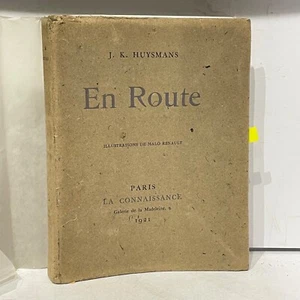 J. K. HUYSMANS
En Route
ILLUSTRATIONS DE MALO RENAULT
PARIS
LA CONNAISSANCE
Galerie de la Madeleine, 9
1921